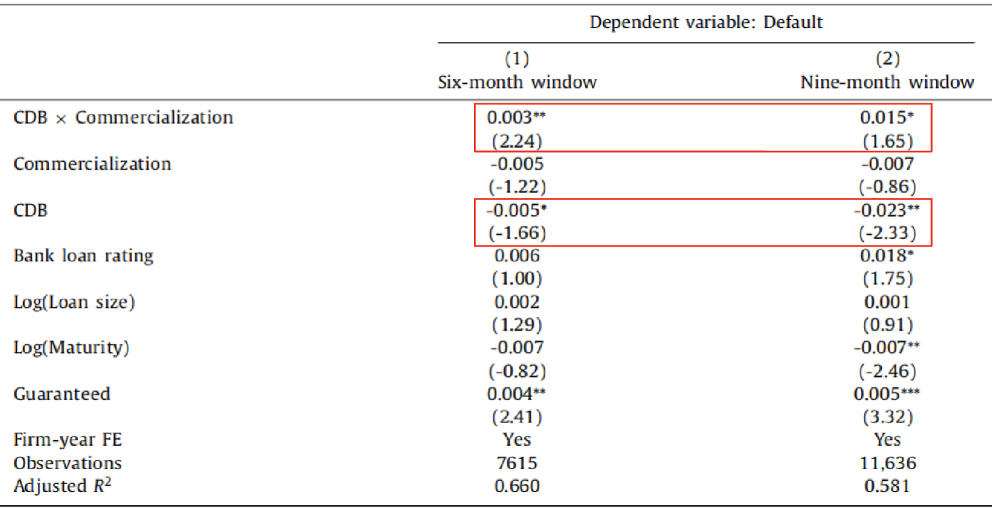 Dependent variable: Default
(1) (2)
Six-month window Nine-month window
CDB × Commercialization 0.003** 0.015*
(2.24) (1.65)
Commercialization -0.005 -0.007
(-1.22) (-0.86)
CDB -0.005* -0.023**
(-1.66) (-2.33)
Bank loan rating 0.006 0.018*
(1.00) (1.75)
Log(Loan size) 0.002 0.001
(1.29) (0.91)
Log(Maturity) -0.007 -0.007**
(-0.82) (-2.46)
Guaranteed 0.004** 0.005***
(2.41) (3.32)
Firm-year FE Yes Yes
Observations 7615 11,636
Adjusted R² 0.660 0.581